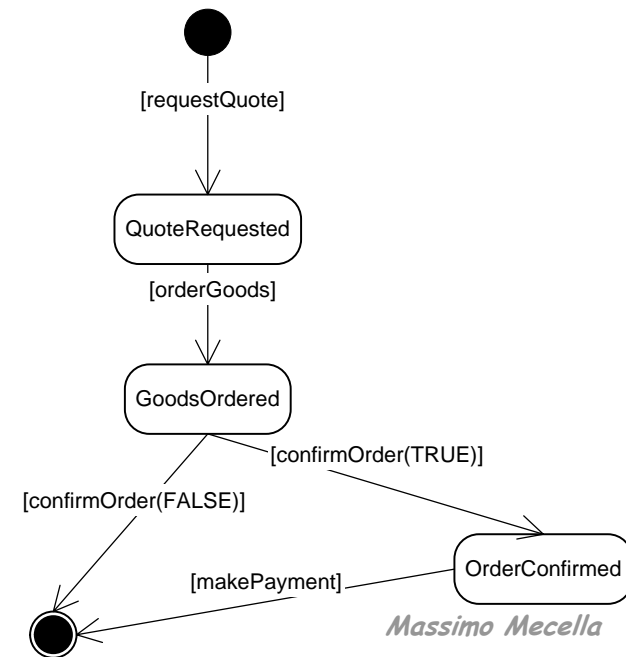 [requestQuote]
QuoteRequested
[orderGoods]
GoodsOrdered
[confirmOrder(TRUE)]
[confirmOrder(FALSE)]
OrderConfirmed
[makePayment]
Massimo Mecella